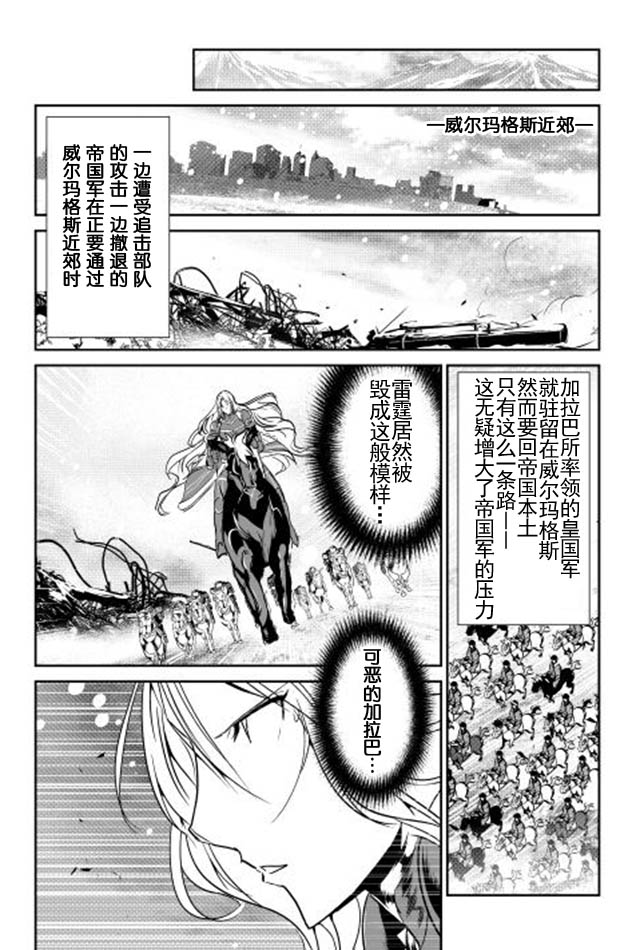 —威尔玛格斯近郊—
一边遭受追击部队
的攻击一边撤退的
帝国军在正要通过
威尔玛格斯近郊时
加拉巴所率领的皇国军
就驻留在威尔玛格斯
然而要回帝国本土
只有这么一条路——
这无疑增大了帝国军的压力
雷霆居然被
毁成这般模样…
可恶的加拉巴…